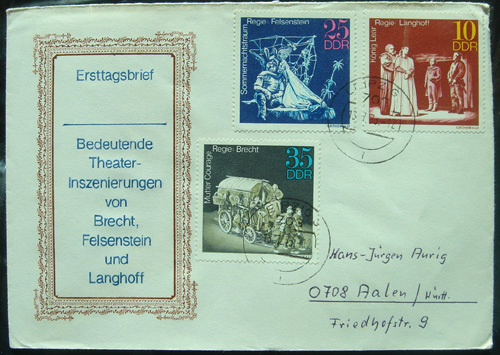 Ersttagsbrief
Bedeutende
Theater-
Inszenierungen
von
Brecht,
Felsenstein
und
Langhoff
Regie-Felsenstein
25
DDR
Sommernachtstraum
Regie-Langhoff
10
DDR
König Lear
Regie-Brecht
35
DDR
Mutter Courage
Hans-Jürgen Aurig
0708 Aalen/Württ.
Friedhofstr. 9